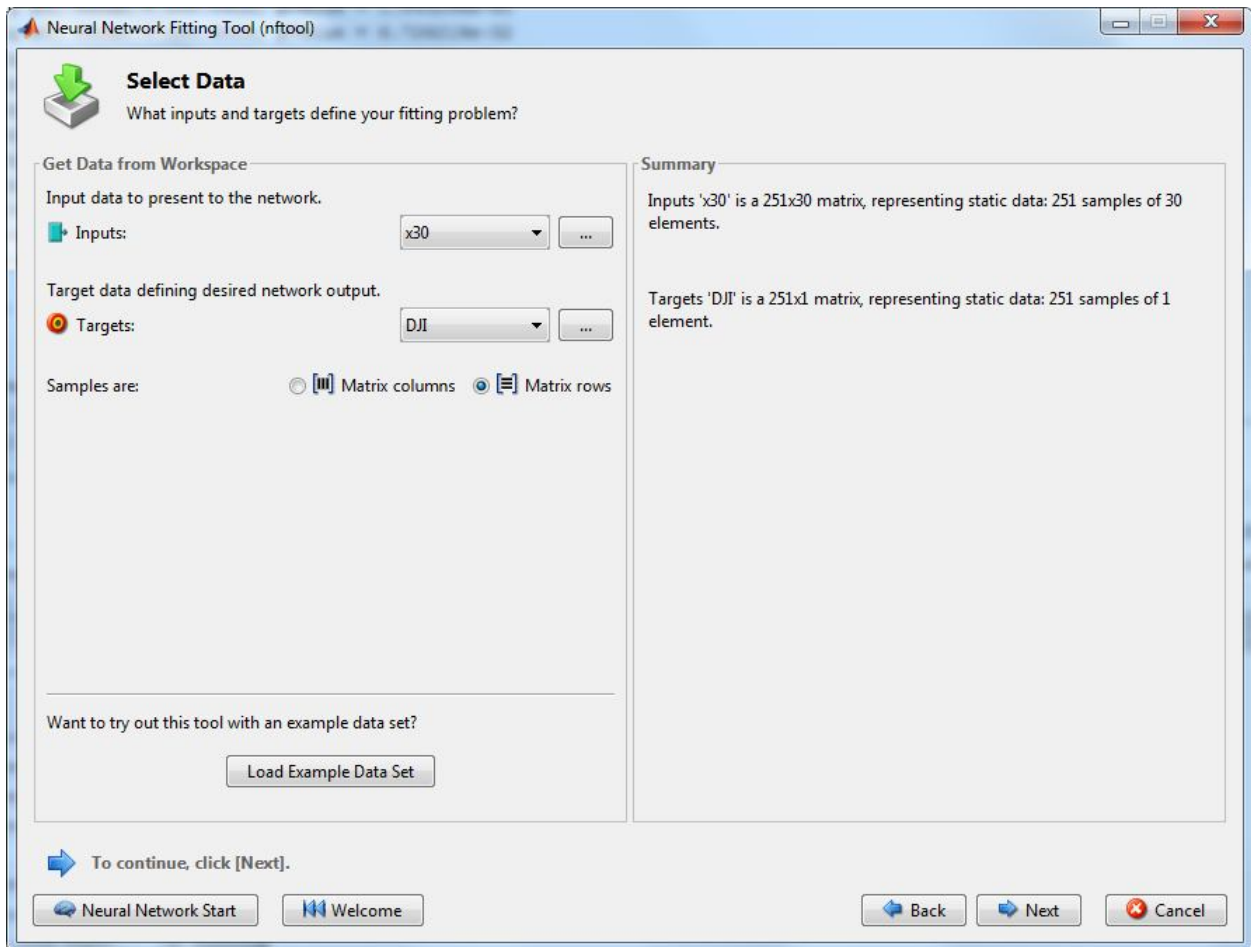 Neural Network Fitting Tool (nftool)
Select Data
What inputs and targets define your fitting problem?
Get Data from Workspace
Input data to present to the network.
Inputs:
x30
...
Target data defining desired network output.
Targets:
DJI
...
Samples are:
Matrix columns
Matrix rows
Want to try out this tool with an example data set?
Load Example Data Set
Summary
Inputs 'x30' is a 251x30 matrix, representing static data: 251 samples of 30
elements.
Targets 'DJI' is a 251x1 matrix, representing static data: 251 samples of 1
element.
To continue, click [Next].
Neural Network Start
Welcome
Back
Next
Cancel